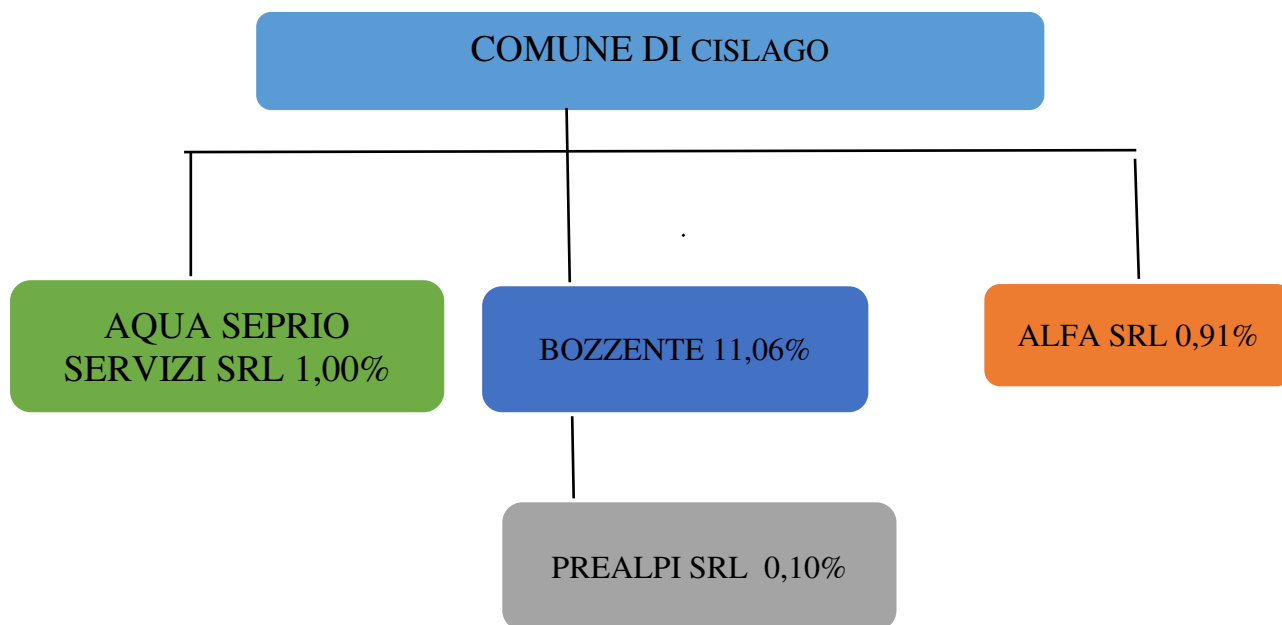 COMUNE DI CISLAGO
AQUA SEPRIO
SERVIZI SRL 1,00%
BOZZENTE 11,06%
ALFA SRL 0,91%
PREALPI SRL 0,10%